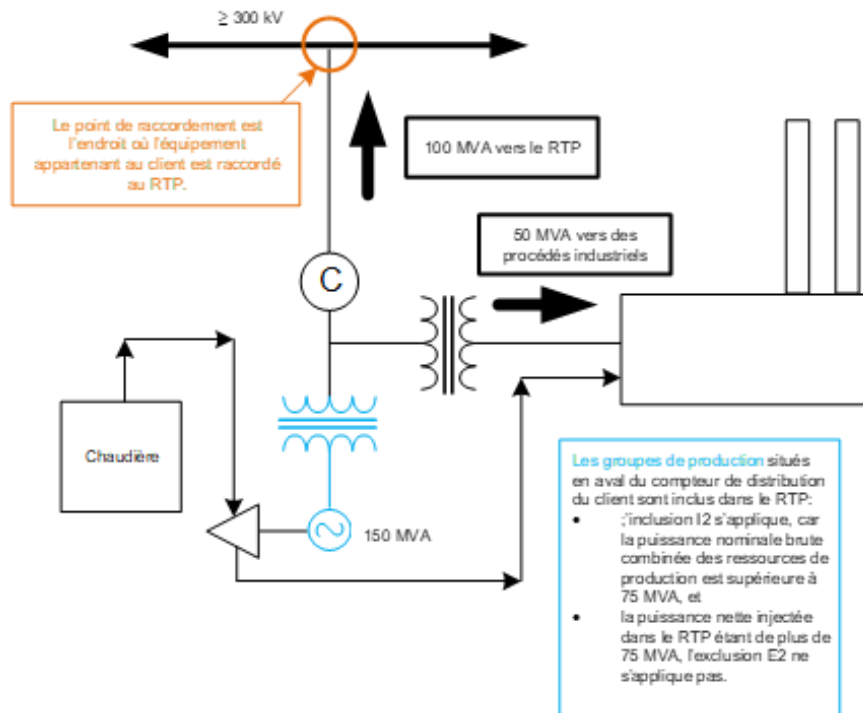 ≥ 300 kV
Le point de raccordement est
l'endroit où l'équipement
appartenant au client est raccordé
au RTP.
100 MVA vers le RTP
50 MVA vers des
procédés industriels
C
Chaudière
150 MVA
Les groupes de production situés
en aval du compteur de distribution
du client sont inclus dans le RTP:
• ;'inclusion I2 s'applique, car
la puissance nominale brute
combinée des ressources de
production est supérieure à
75 MVA, et
• la puissance nette injectée
dans le RTP étant de plus de
75 MVA, l'exclusion E2 ne
s'applique pas.